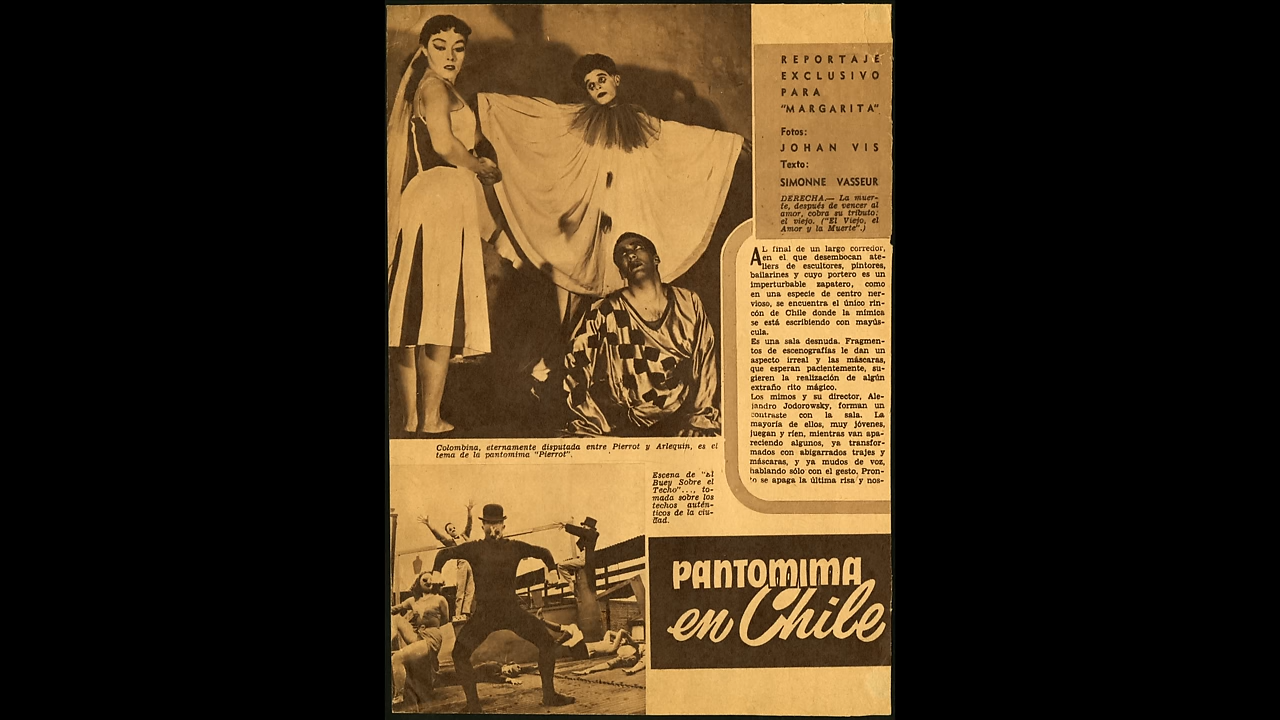 REPORTAJE
EXCLUSIVO
PARA
"MARGARITA"
Fotos:
JOHAN VIS
Texto:
SIMONNE VASSEUR
DERECHA.— La muer-
te, después de vencer al
amor, cobra su tributo:
el viejo. ("El Viejo, el
Amor y la Muerte".)
AL final de un largo corredor,
en el que desembocan ate-
liers de escultores, pintores,
bailarines y cuyo portero es un
imperturbable zapatero, como
en una especie de centro ner-
vioso, se encuentra el único rin-
cón de Chile donde la mímica
se está escribiendo con mayús-
cula.
Es una sala desnuda. Fragmen-
tos de escenografías le dan un
aspecto irreal y las máscaras,
que esperan pacientemente, su-
gieren la realización de algún
extraño rito mágico.
Los mimos y su director, Ale-
jandro Jodorowsky, forman un
contraste con la sala. La
mayoría de ellos, muy jóvenes,
juegan y ríen, mientras van apa-
reciendo algunos, ya transfor-
mados con abigarrados trajes y
máscaras, y ya mudos de voz,
hablando sólo con el gesto. Pron-
to se apaga la última risa y nos-
Colombina, eternamente disputada entre Pierrot y Arlequín, es el
tema de la pantomima "Pierrot".
Escena de "El
Buey Sobre el
Techo"..., to-
mada sobre los
techos autén-
ticos de la ciu-
dad.
PANTOMIMA
en Chile